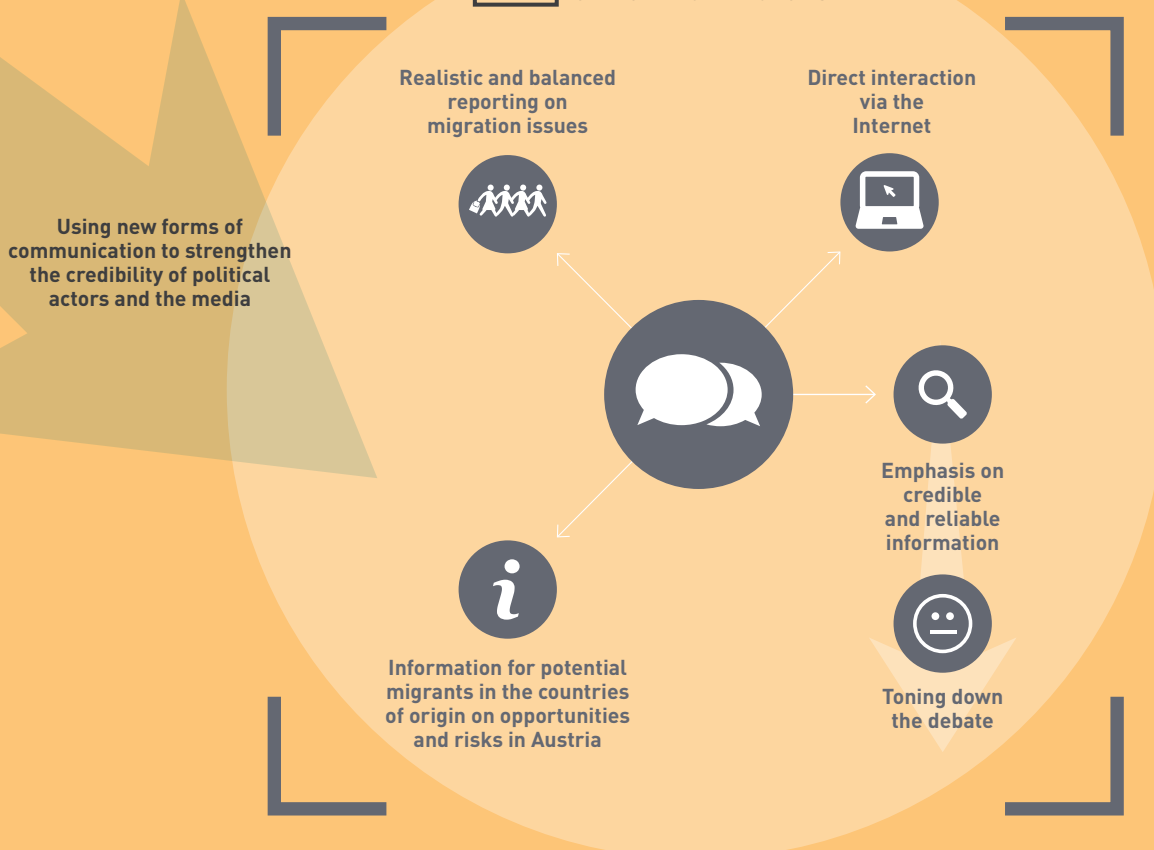 Realistic and balanced
reporting on
migration issues
Direct interaction
via the
Internet
Using new forms of
communication to strengthen
the credibility of political
actors and the media
Emphasis on
credible
and reliable
information
Information for potential
migrants in the countries
of origin on opportunities
and risks in Austria
Toning down
the debate